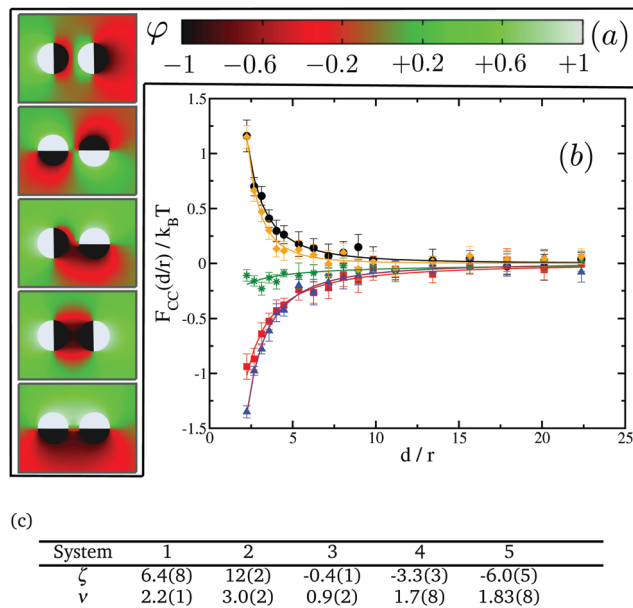 φ (a)
−1 −0.6 −0.2 +0.2 +0.6 +1
(b)
1.5
1
0.5
0
-0.5
-1
-1.5
F_CC(d/r) / k_BT
0 5 10 15 20 25
d / r
(c)
System 1 2 3 4 5
ζ 6.4(8) 12(2) -0.4(1) -3.3(3) -6.0(5)
ν 2.2(1) 3.0(2) 0.9(2) 1.7(8) 1.83(8)